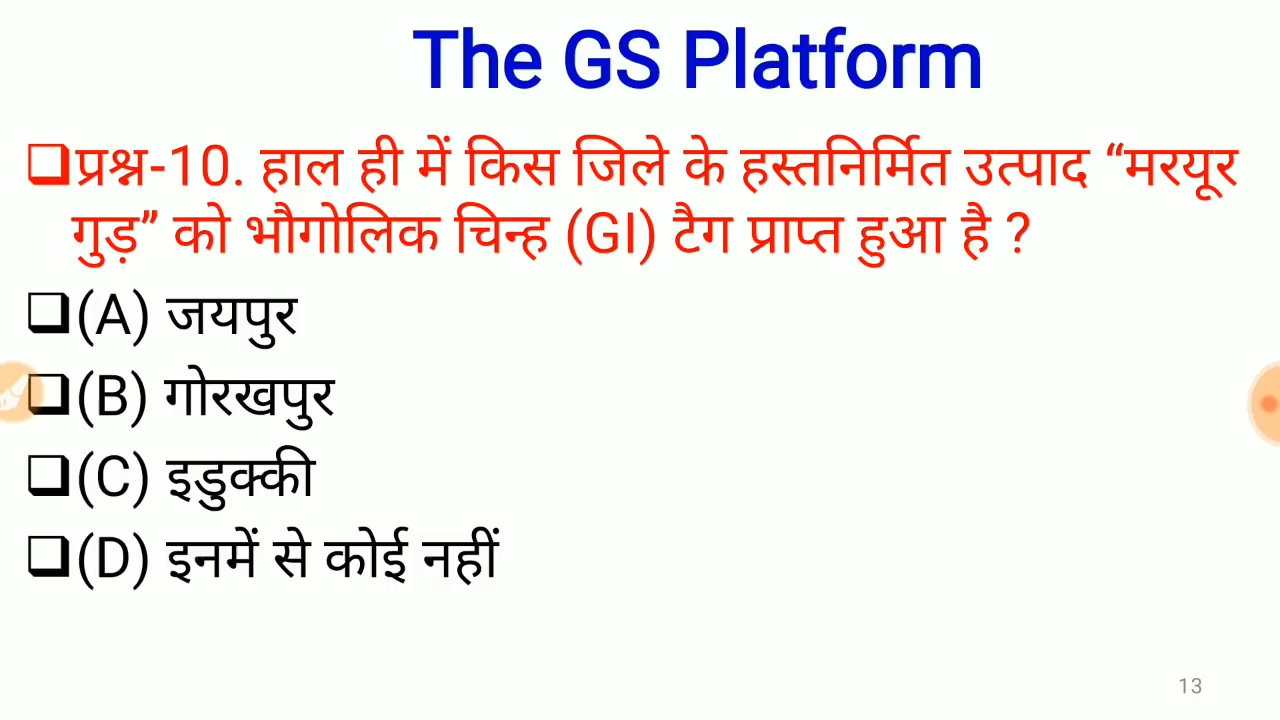 The GS Platform
❑प्रश्न-10. हाल ही में किस जिले के हस्तनिर्मित उत्पाद “मरयूर
गुड़” को भौगोलिक चिन्ह (GI) टैग प्राप्त हुआ है ?
❑(A) जयपुर
❑(B) गोरखपुर
❑(C) इडुक्की
❑(D) इनमें से कोई नहीं
13